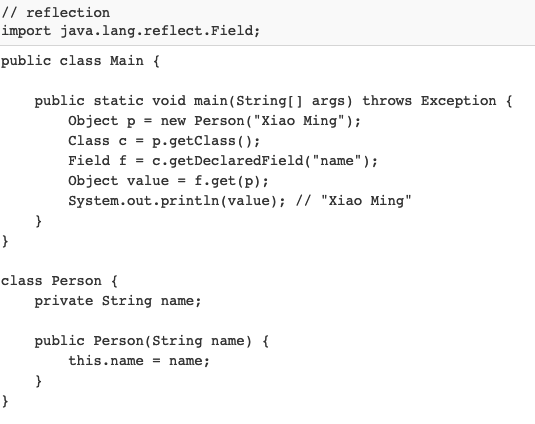 // reflection
import java.lang.reflect.Field;
public class Main {
    public static void main(String[] args) throws Exception {
        Object p = new Person("Xiao Ming");
        Class c = p.getClass();
        Field f = c.getDeclaredField("name");
        Object value = f.get(p);
        System.out.println(value); // "Xiao Ming"
    }
}
class Person {
    private String name;
    public Person(String name) {
        this.name = name;
    }
}